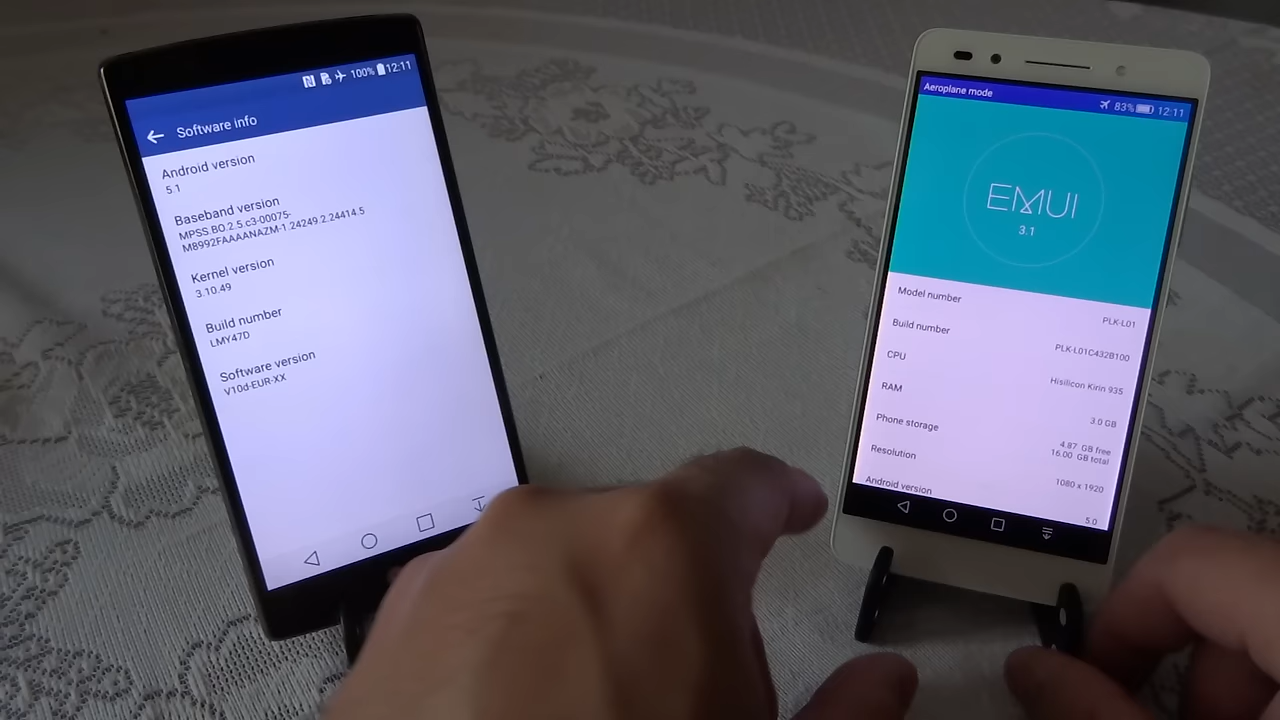 100% 12:11
Software info
Android version
5.1
Baseband version
MPSS.BO.2.5.c3-00075-
M8992FAAAANAZM-1.24249.2.24414.5
Kernel version
3.10.49
Build number
LMY47D
Software version
V10d-EUR-XX
Aeroplane mode 83% 12:11
EMUI
3.1
Model number PLK-L01
Build number PLK-L01C432B100
CPU Hisilicon Kirin 935
RAM 3.0 GB
Phone storage 4.87 GB free
16.00 GB total
Resolution 1080 x 1920
Android version 5.0